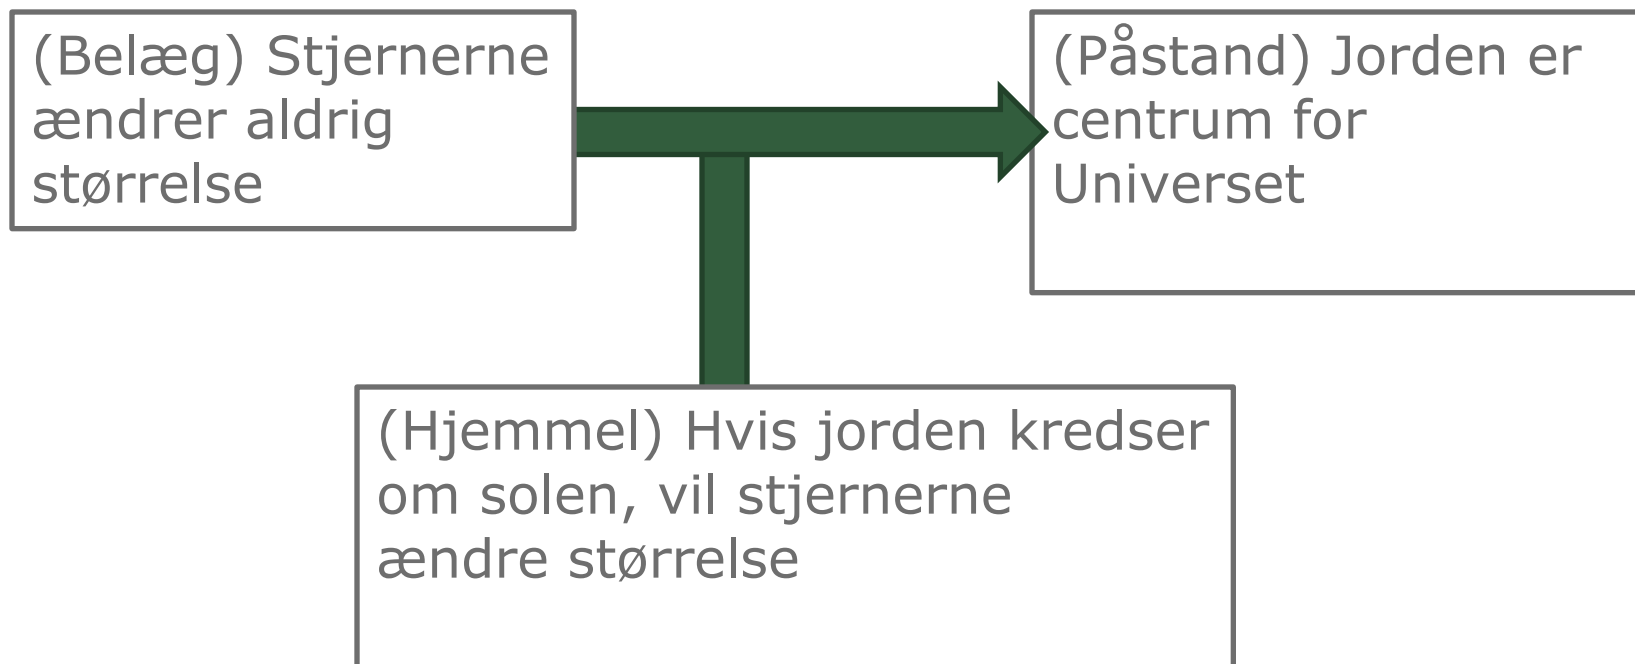 (Belæg) Stjernerne
ændrer aldrig
størrelse
(Påstand) Jorden er
centrum for
Universet
(Hjemmel) Hvis jorden kredser
om solen, vil stjernerne
ændre størrelse